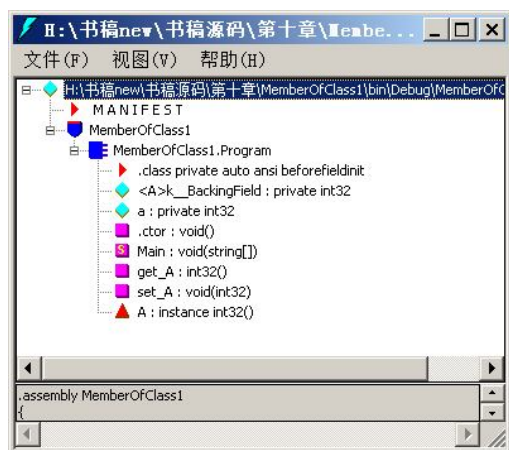 H:\书稿new\书稿源码\第十章\Membe...
文件(F) 视图(V) 帮助(H)
H:\书稿new\书稿源码\第十章\MemberOfClass1\bin\Debug\MemberOfC
MANIFEST
MemberOfClass1
MemberOfClass1.Program
.class private auto ansi beforefieldinit
<A>k__BackingField : private int32
a : private int32
.ctor : void()
Main : void(string[])
get_A : int32()
set_A : void(int32)
A : instance int32()
.assembly MemberOfClass1
{